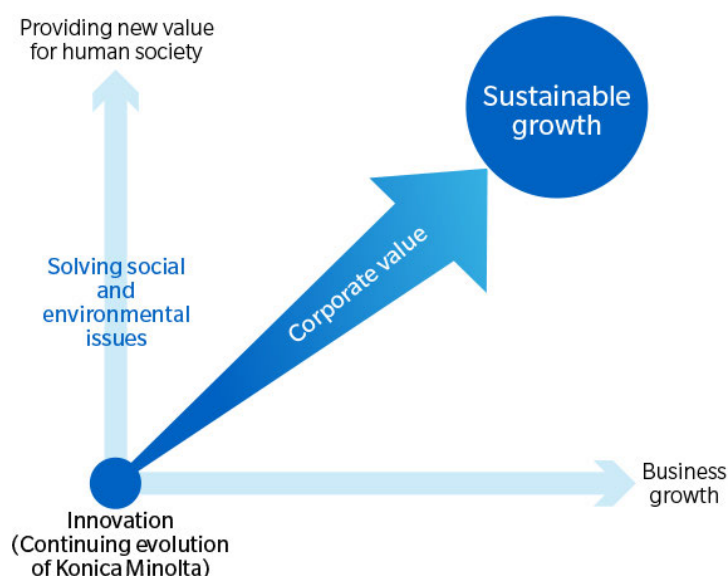 Providing new value
for human society
Sustainable
growth
Corporate value
Solving social
and
environmental
issues
Business
growth
Innovation
(Continuing evolution
of Konica Minolta)